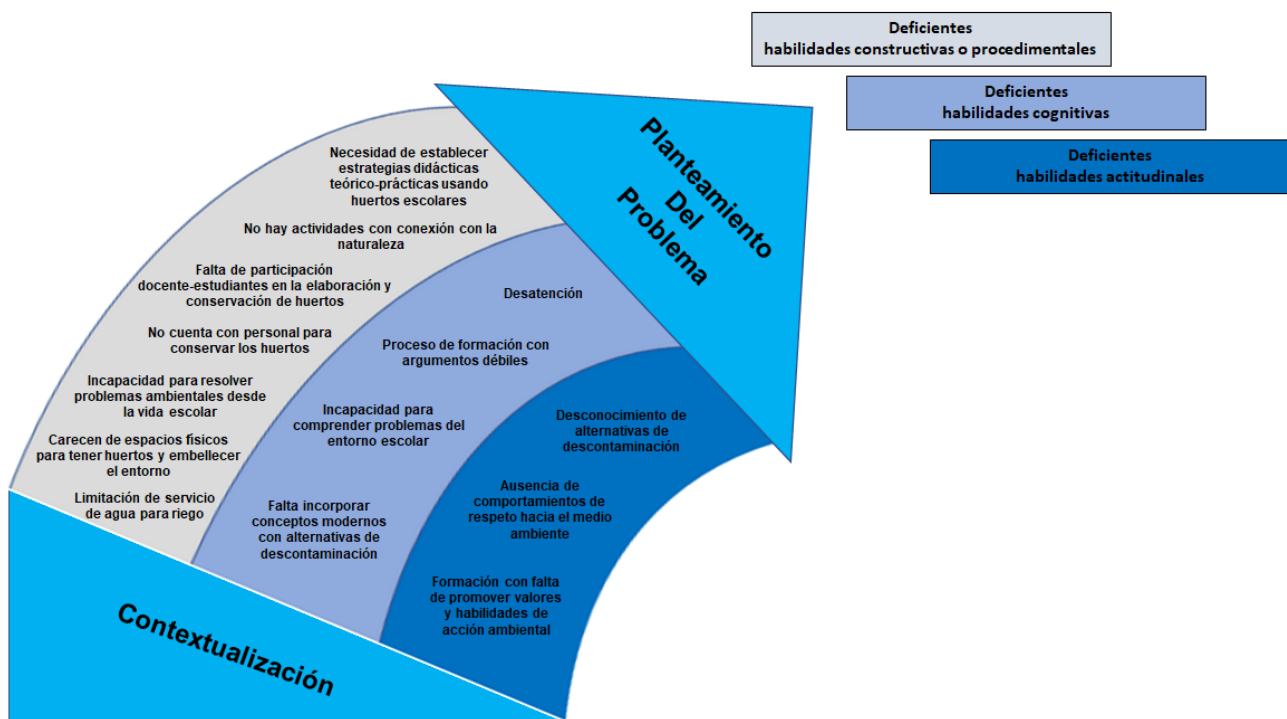 Deficientes
habilidades constructivas o procedimentales
Deficientes
habilidades cognitivas
Deficientes
habilidades actitudinales
Planteamiento
Del
Problema
Necesidad de establecer
estrategias didácticas
teórico-prácticas usando
huertos escolares
No hay actividades con conexión con la
naturaleza
Falta de participación
docente-estudiantes en la elaboración y
conservación de huertos
No cuenta con personal para
conservar los huertos
Incapacidad para resolver
problemas ambientales desde
la vida escolar
Carecen de espacios físicos
para tener huertos y embellecer
el entorno
Limitación de servicio
de agua para riego
Desatención
Proceso de formación con
argumentos débiles
Incapacidad para
comprender problemas del
entorno escolar
Falta incorporar
conceptos modernos
con alternativas de
descontaminación
Desconocimiento de
alternativas de
descontaminación
Ausencia de
comportamientos de
respeto hacia el medio
ambiente
Formación con falta
de promover valores
y habilidades de
acción ambiental
Contextualización